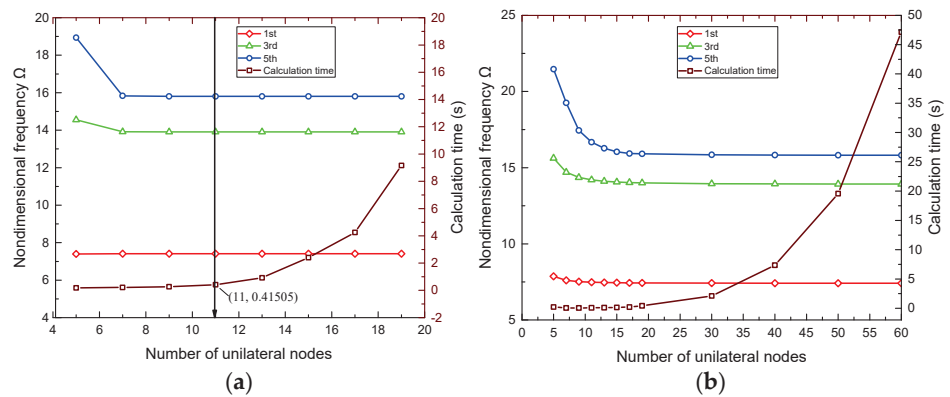 1st
3rd
5th
Calculation time
Nondimensional frequency Ω
20
18
16
14
12
10
8
6
4
4 6 8 10 12 14 16 18 20
Number of unilateral nodes
20
18
16
14
12
10
8
6
4
2
0
-2
Calculation time (s)
(11, 0.41505)
(a)
1st
3rd
5th
Calculation time
Nondimensional frequency Ω
25
20
15
10
5
0 5 10 15 20 25 30 35 40 45 50 55 60
Number of unilateral nodes
50
45
40
35
30
25
20
15
10
5
0
Calculation time (s)
(b)